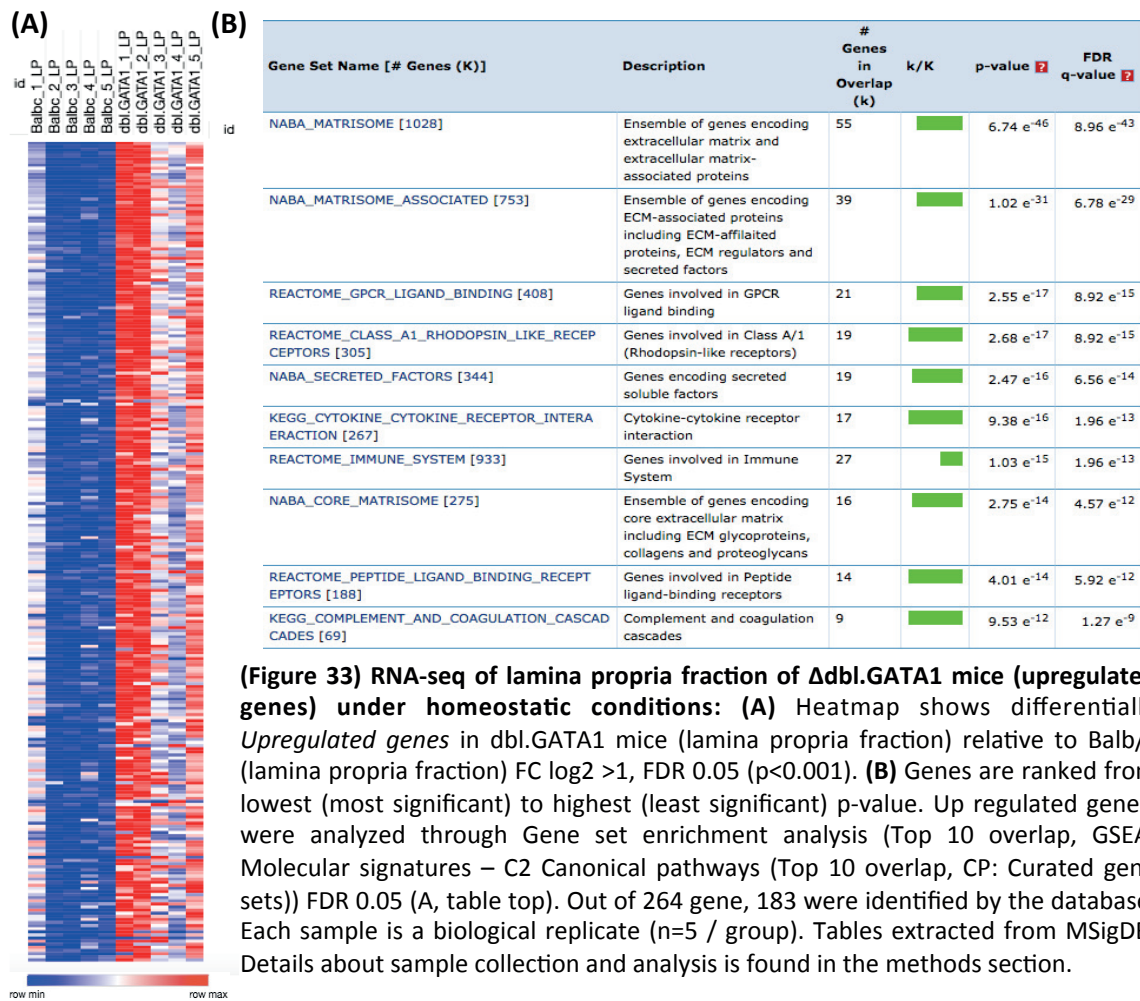 (A)
(B)
id
Balbc_1_LP
Balbc_2_LP
Balbc_3_LP
Balbc_4_LP
Balbc_5_LP
dbl.GATA1_1_LP
dbl.GATA1_2_LP
dbl.GATA1_3_LP
dbl.GATA1_4_LP
dbl.GATA1_5_LP
id
row min row max
Gene Set Name [# Genes (K)] Description # Genes in Overlap (k) k/K p-value ? FDR q-value ?
NABA_MATRISOME [1028] Ensemble of genes encoding 55 6.74 e-46 8.96 e-43
extracellular matrix and
extracellular matrix-
associated proteins
NABA_MATRISOME_ASSOCIATED [753] Ensemble of genes encoding 39 1.02 e-31 6.78 e-29
ECM-associated proteins
including ECM-affilaited
proteins, ECM regulators and
secreted factors
REACTOME_GPCR_LIGAND_BINDING [408] Genes involved in GPCR 21 2.55 e-17 8.92 e-15
ligand binding
REACTOME_CLASS_A1_RHODOPSIN_LIKE_RECEP Genes involved in Class A/1 19 2.68 e-17 8.92 e-15
CEPTORS [305] (Rhodopsin-like receptors)
NABA_SECRETED_FACTORS [344] Genes encoding secreted 19 2.47 e-16 6.56 e-14
soluble factors
KEGG_CYTOKINE_CYTOKINE_RECEPTOR_INTERA Cytokine-cytokine receptor 17 9.38 e-16 1.96 e-13
ERACTION [267] interaction
REACTOME_IMMUNE_SYSTEM [933] Genes involved in Immune 27 1.03 e-15 1.96 e-13
System
NABA_CORE_MATRISOME [275] Ensemble of genes encoding 16 2.75 e-14 4.57 e-12
core extracellular matrix
including ECM glycoproteins,
collagens and proteoglycans
REACTOME_PEPTIDE_LIGAND_BINDING_RECEPT Genes involved in Peptide 14 4.01 e-14 5.92 e-12
EPTORS [188] ligand-binding receptors
KEGG_COMPLEMENT_AND_COAGULATION_CASCAD Complement and coagulation 9 9.53 e-12 1.27 e-9
CADES [69] cascades
(Figure 33) RNA-seq of lamina propria fraction of Δdbl.GATA1 mice (upregulate
genes) under homeostatic conditions: (A) Heatmap shows differentiall
Upregulated genes in dbl.GATA1 mice (lamina propria fraction) relative to Balb/
(lamina propria fraction) FC log2 >1, FDR 0.05 (p<0.001). (B) Genes are ranked fror
lowest (most significant) to highest (least significant) p-value. Up regulated gene
were analyzed through Gene set enrichment analysis (Top 10 overlap, GSEA
Molecular signatures – C2 Canonical pathways (Top 10 overlap, CP: Curated gen
sets)) FDR 0.05 (A, table top). Out of 264 gene, 183 were identified by the database
Each sample is a biological replicate (n=5 / group). Tables extracted from MSigDB
Details about sample collection and analysis is found in the methods section.